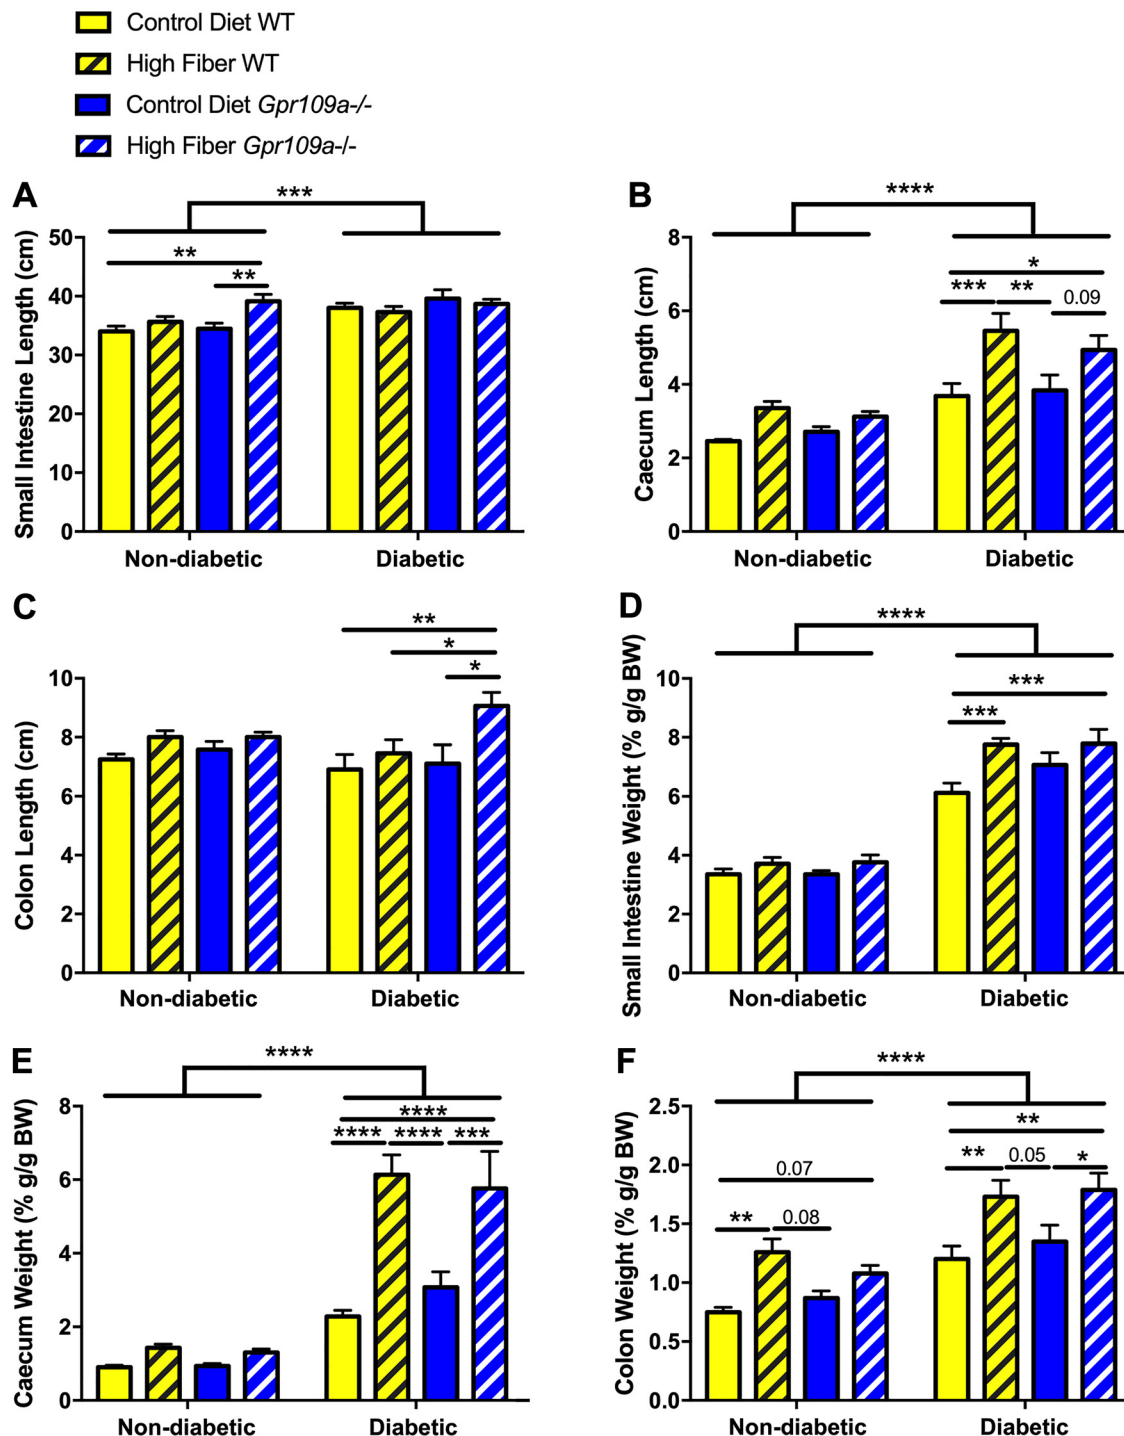 Control Diet WT
High Fiber WT
Control Diet Gpr109a-/-
High Fiber Gpr109a-/-
A
***
**
**
Small Intestine Length (cm)
50
40
30
20
10
0
Non-diabetic
Diabetic
B
****
*
***
**
0.09
Caecum Length (cm)
8
6
4
2
0
Non-diabetic
Diabetic
C
**
*
*
Colon Length (cm)
10
8
6
4
2
0
Non-diabetic
Diabetic
D
****
***
***
Small Intestine Weight (% g/g BW)
10
8
6
4
2
0
Non-diabetic
Diabetic
E
****
****
****
****
***
Caecum Weight (% g/g BW)
8
6
4
2
0
Non-diabetic
Diabetic
F
****
**
**
0.05
*
0.07
**
0.08
Colon Weight (% g/g BW)
2.5
2.0
1.5
1.0
0.5
0.0
Non-diabetic
Diabetic